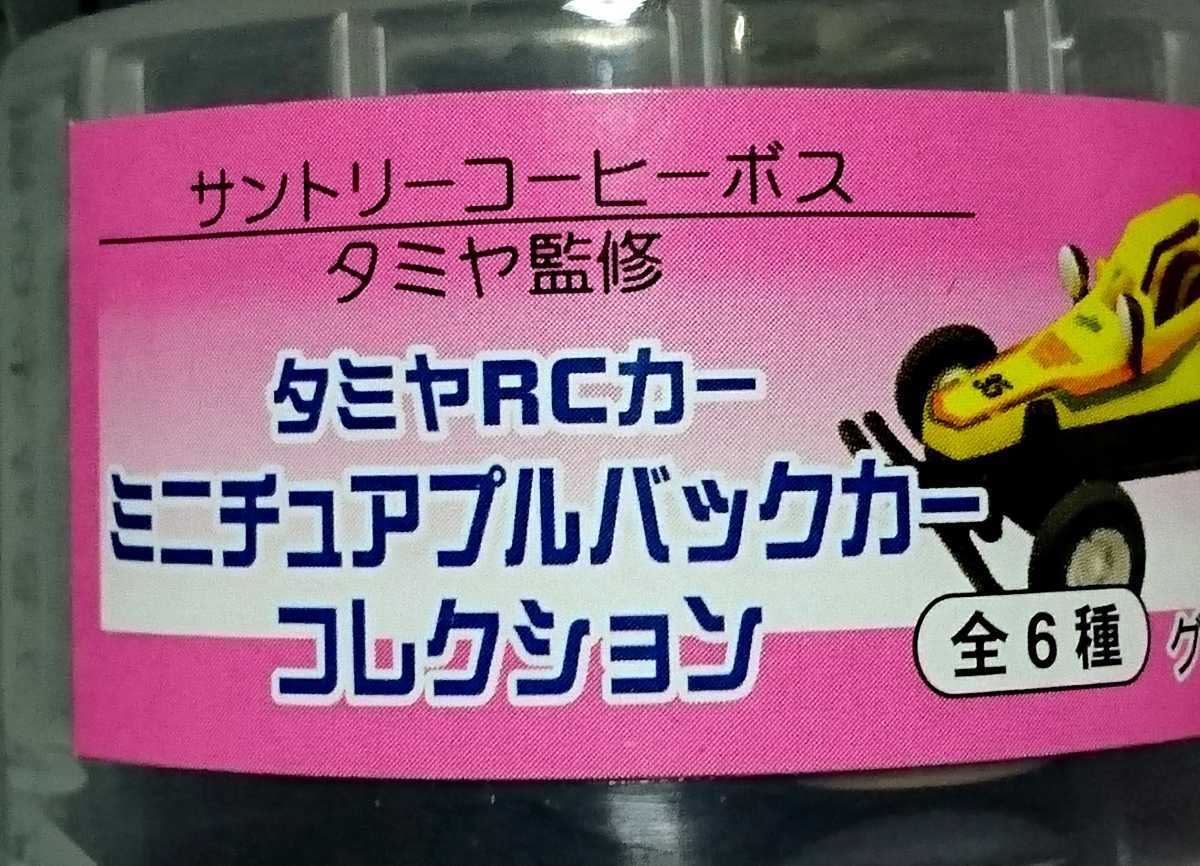 サントリーコーヒーボス
タミヤ監修
タミヤRCカー
ミニチュアプルバックカー
コレクション
全6種
グ